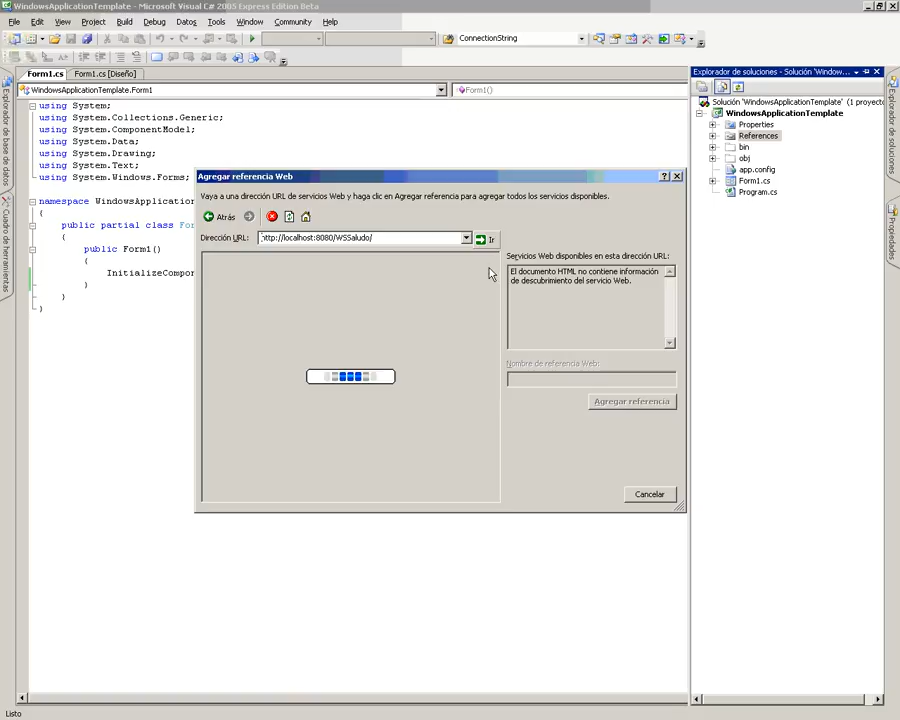 WindowsApplicationTemplate - Microsoft Visual C# 2005 Express Edition Beta
File Edit View Project Build Debug Datos Tools Window Community Help
ConnectionString
Form1.cs Form1.cs [Diseño]
WindowsApplicationTemplate.Form1
Form1()
using System;
using System.Collections.Generic;
using System.ComponentModel;
using System.Data;
using System.Drawing;
using System.Text;
using System.Windows.Forms;
namespace WindowsApplication
{
public partial class For
{
public Form1()
{
InitializeCompor
}
}
}
Explorador de base de datos
Cuadro de herramientas
Agregar referencia Web
Vaya a una dirección URL de servicios Web y haga clic en Agregar referencia para agregar todos los servicios disponibles.
Atrás
Dirección URL:
ttp://localhost:8080/WSSaludo/
Ir
Servicios Web disponibles en esta dirección URL:
El documento HTML no contiene información
de descubrimiento del servicio Web.
Nombre de referencia Web:
Agregar referencia
Cancelar
Explorador de soluciones - Solución 'Window...
Solución 'WindowsApplicationTemplate' (1 proyecto
WindowsApplicationTemplate
Properties
References
bin
obj
app.config
Form1.cs
Program.cs
Explorador de soluciones
Propiedades
Listo